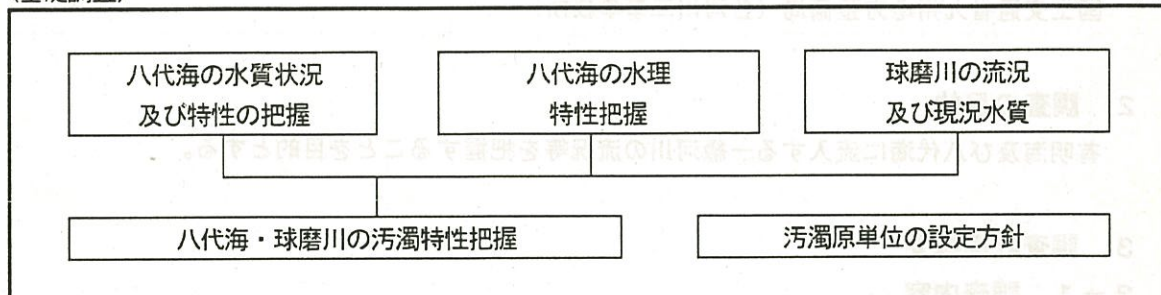 八代海の水質状況
及び特性の把握
八代海の水理
特性把握
球磨川の流況
及び現況水質
八代海・球磨川の汚濁特性把握
汚濁原単位の設定方針